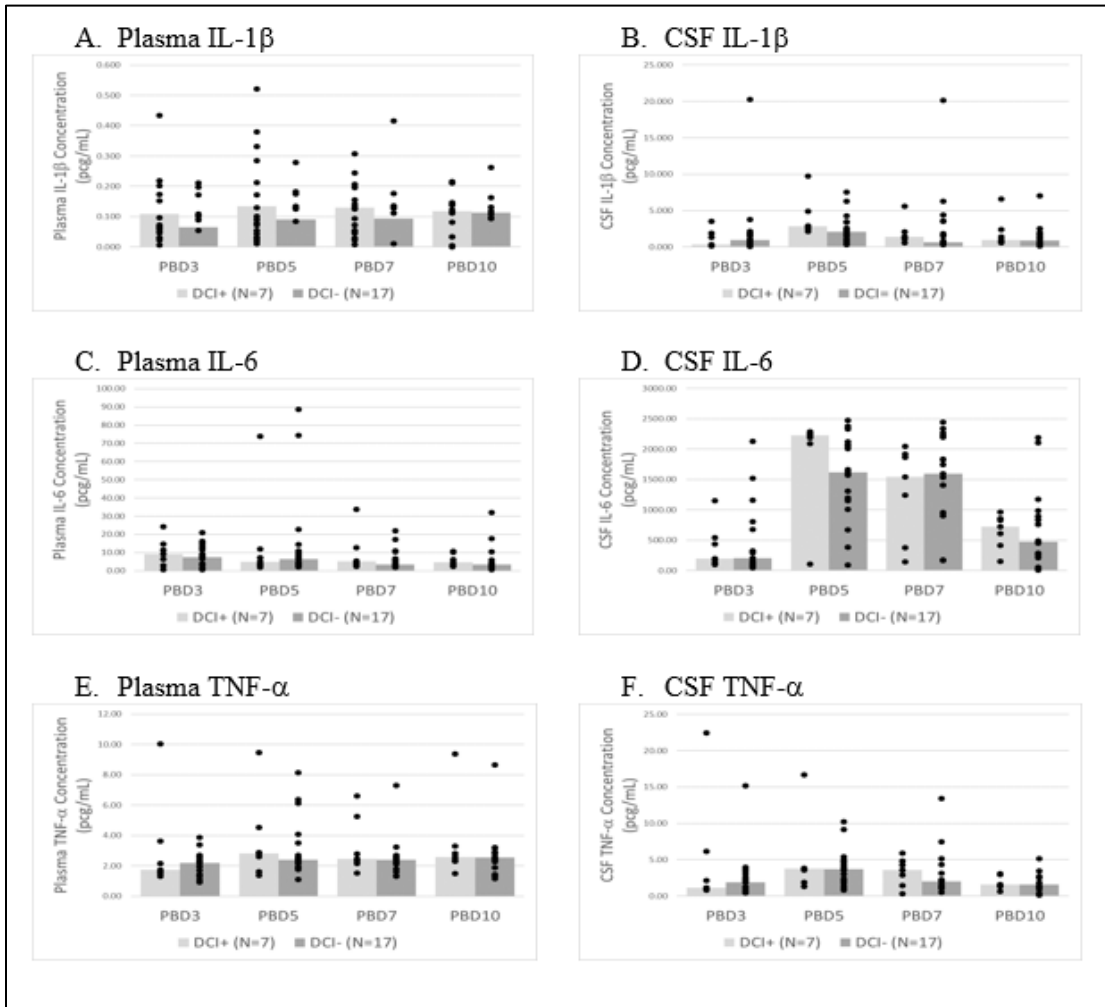 A. Plasma IL-1β
Plasma IL-1β Concentration
(pcg/mL)
0.600
0.500
0.400
0.300
0.200
0.100
0.000
PBD3 PBD5 PBD7 PBD10
DCI+ (N=7) DCI- (N=17)
B. CSF IL-1β
CSF IL-1β Concentration
(pcg/mL)
25.000
20.000
15.000
10.000
5.000
0.000
PBD3 PBD5 PBD7 PBD10
DCI+ (N=7) DCI= (N=17)
C. Plasma IL-6
Plasma IL-6 Concentration
(pcg/mL)
100.00
90.00
80.00
70.00
60.00
50.00
40.00
30.00
20.00
10.00
0.00
PBD3 PBD5 PBD7 PBD10
DCI+ (N=7) DCI- (N=17)
D. CSF IL-6
CSF IL-6 Concentration
(pcg/mL)
3000.00
2500.00
2000.00
1500.00
1000.00
500.00
0.00
PBD3 PBD5 PBD7 PBD10
DCI+ (N=7) DCI- (N=17)
E. Plasma TNF-α
Plasma TNF-α Concentration
(pcg/mL)
12.00
10.00
8.00
6.00
4.00
2.00
0.00
PBD3 PBD5 PBD7 PBD10
DCI+ (N=7) DCI- (N=17)
F. CSF TNF-α
CSF TNF-α Concentration
(pcg/mL)
25.00
20.00
15.00
10.00
5.00
0.00
PBD3 PBD5 PBD7 PBD10
DCI+ (N=7) DCI- (N=17)